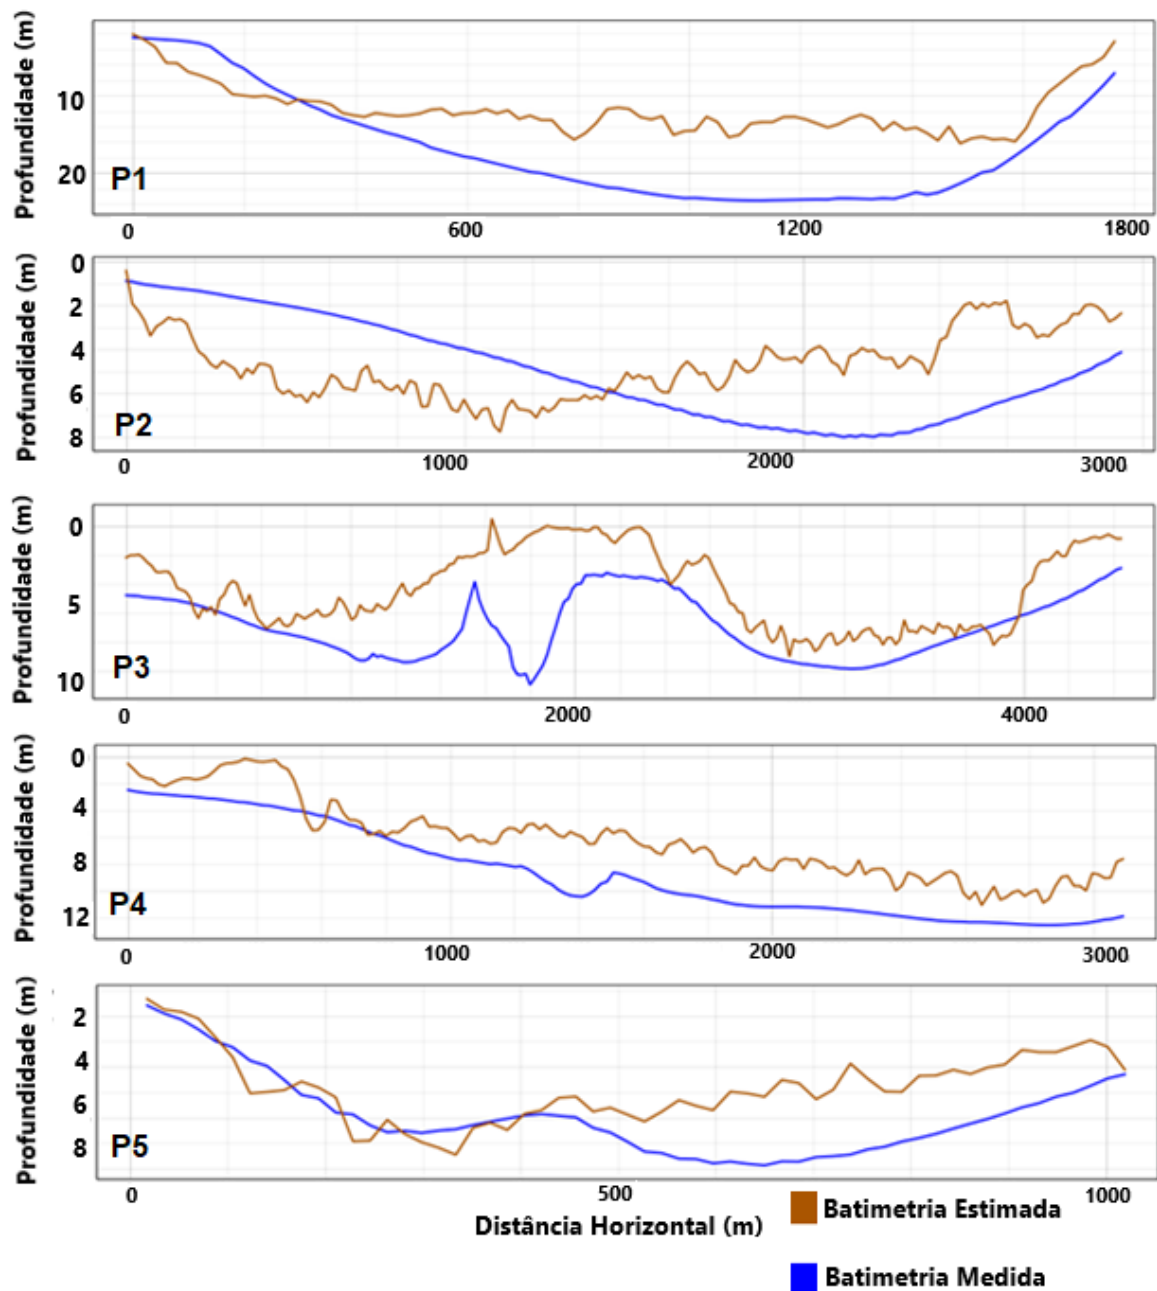 Profundidade (m)
10
20
P1
0 600 1200 1800
Profundidade (m)
0
2
4
6
8
P2
0 1000 2000 3000
Profundidade (m)
0
5
10
P3
0 2000 4000
Profundidade (m)
0
4
8
12
P4
0 1000 2000 3000
Profundidade (m)
2
4
6
8
P5
0 500 1000
Distância Horizontal (m)
Batimetria Estimada
Batimetria Medida